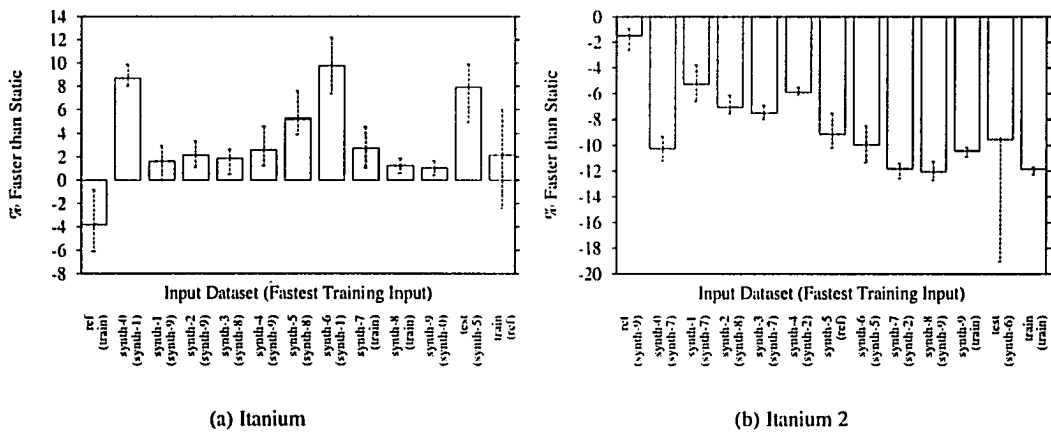 14
12
10
8
6
4
2
0
-2
-4
-6
-8
% Faster than Static
Input Dataset (Fastest Training Input)
ref (train)
synth-0 (synth-1)
synth-1 (synth-9)
synth-2 (synth-9)
synth-3 (synth-8)
synth-4 (synth-9)
synth-5 (synth-8)
synth-6 (synth-1)
synth-7 (train)
synth-8 (train)
synth-9 (synth-0)
test (synth-5)
train (ref)
(a) Itanium
0
-2
-4
-6
-8
-10
-12
-14
-16
-18
-20
% Faster than Static
Input Dataset (Fastest Training Input)
ref (synth-9)
synth-0 (synth-7)
synth-1 (synth-7)
synth-2 (synth-8)
synth-3 (synth-7)
synth-4 (synth-2)
synth-5 (ref)
synth-6 (synth-5)
synth-7 (synth-2)
synth-8 (synth-2)
synth-9 (train)
test (synth-6)
train (train)
(b) Itanium 2